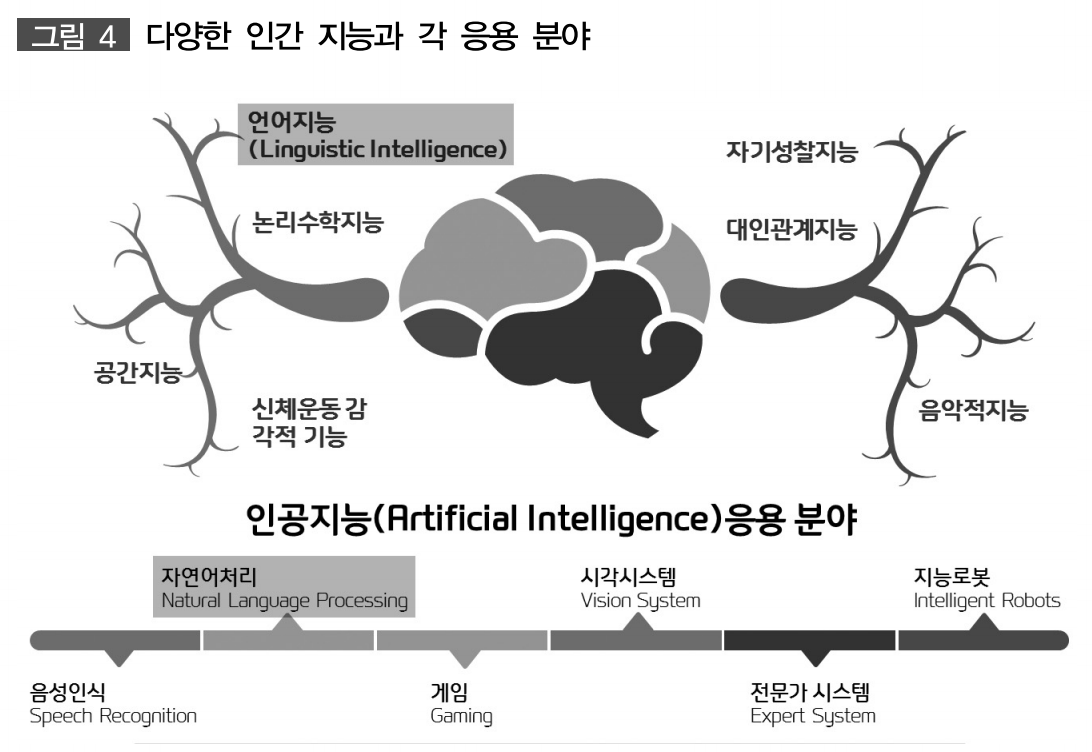 그림 4 다양한 인간 지능과 각 응용 분야
언어지능
(Linguistic Intelligence)
논리수학지능
공간지능
신체운동 감
각적 기능
자기성찰지능
대인관계지능
음악적지능
인공지능(Artificial Intelligence)응용 분야
자연어처리
Natural Language Processing
시각시스템
Vision System
지능로봇
Intelligent Robots
음성인식
Speech Recognition
게임
Gaming
전문가 시스템
Expert System